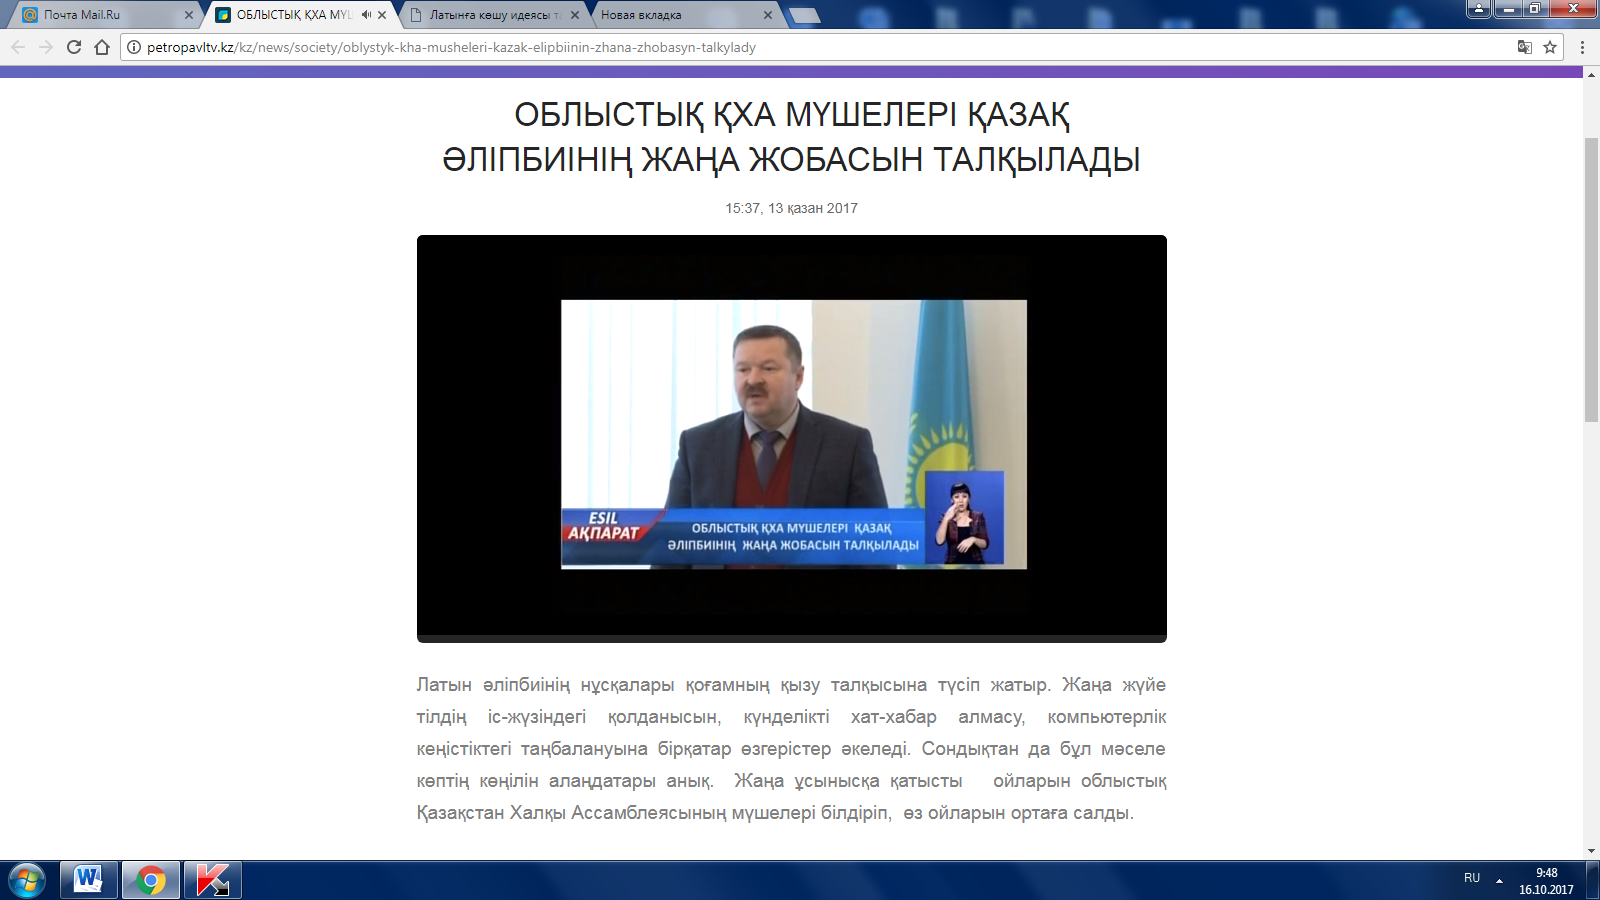 Почта Mail.Ru
ОБЛЫСТЫҚ ҚХА МҮШ
Латынға көшу идеясы т
Новая вкладка
petropavltv.kz/kz/news/society/oblystyk-kha-musheleri-kazak-elipbiinin-zhana-zhobasyn-talkylady
ОБЛЫСТЫҚ ҚХА МҮШЕЛЕРІ ҚАЗАҚ
ӘЛІПБИІНІҢ ЖАҢА ЖОБАСЫН ТАЛҚЫЛАДЫ
15:37, 13 қазан 2017
ESIL
АҚПАРАТ
ОБЛЫСТЫҚ ҚХА МҮШЕЛЕРІ ҚАЗАҚ
ӘЛІПБИІНІҢ ЖАҢА ЖОБАСЫН ТАЛҚЫЛАДЫ
Латын әліпбиінің нұсқалары қоғамның қызу талқысына түсіп жатыр. Жаңа жүйе
тілдің іс-жүзіндегі қолданысын, күнделікті хат-хабар алмасу, компьютерлік
кеңістіктегі таңбалануына бірқатар өзгерістер әкеледі. Сондықтан да бұл мәселе
көптің көңілін алаңдатары анық. Жаңа ұсынысқа қатысты ойларын облыстық
Қазақстан Халқы Ассамблеясының мүшелері білдіріп, өз ойларын ортаға салды.
RU
9:48
16.10.2017